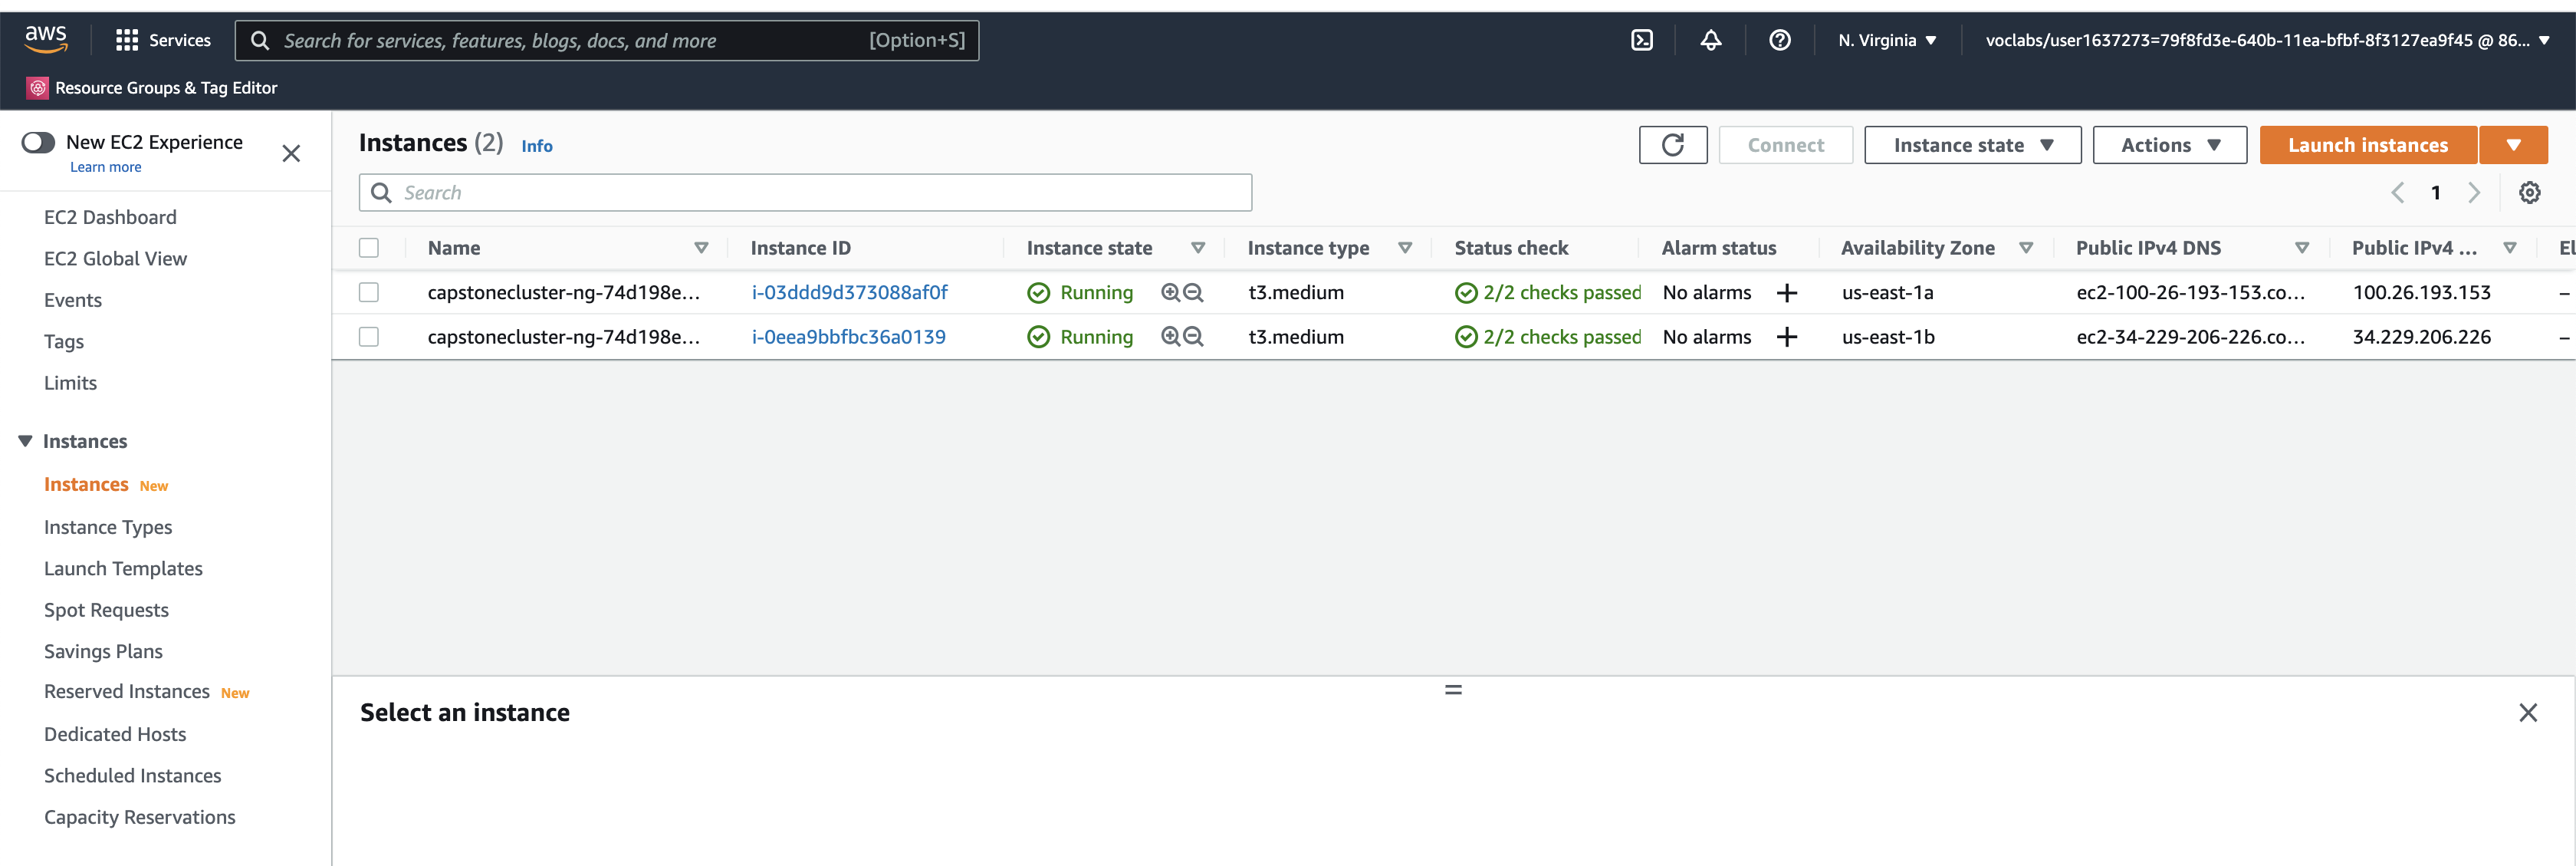 aws
Services
Search for services, features, blogs, docs, and more [Option+S]
N. Virginia ▼
voclabs/user1637273=79f8fd3e-640b-11ea-bfbf-8f3127ea9f45 @ 86... ▼
Resource Groups & Tag Editor
New EC2 Experience
Learn more
EC2 Dashboard
EC2 Global View
Events
Tags
Limits
Instances
Instances New
Instance Types
Launch Templates
Spot Requests
Savings Plans
Reserved Instances New
Dedicated Hosts
Scheduled Instances
Capacity Reservations
Instances (2) Info
Connect
Instance state ▼
Actions ▼
Launch instances
Search
1
Name Instance ID Instance state Instance type Status check Alarm status Availability Zone Public IPv4 DNS Public IPv4 ... El
capstonecluster-ng-74d198e... i-03ddd9d373088af0f Running t3.medium 2/2 checks passed No alarms + us-east-1a ec2-100-26-193-153.co... 100.26.193.153 –
capstonecluster-ng-74d198e... i-0eea9bbfbc36a0139 Running t3.medium 2/2 checks passed No alarms + us-east-1b ec2-34-229-206-226.co... 34.229.206.226 –
Select an instance